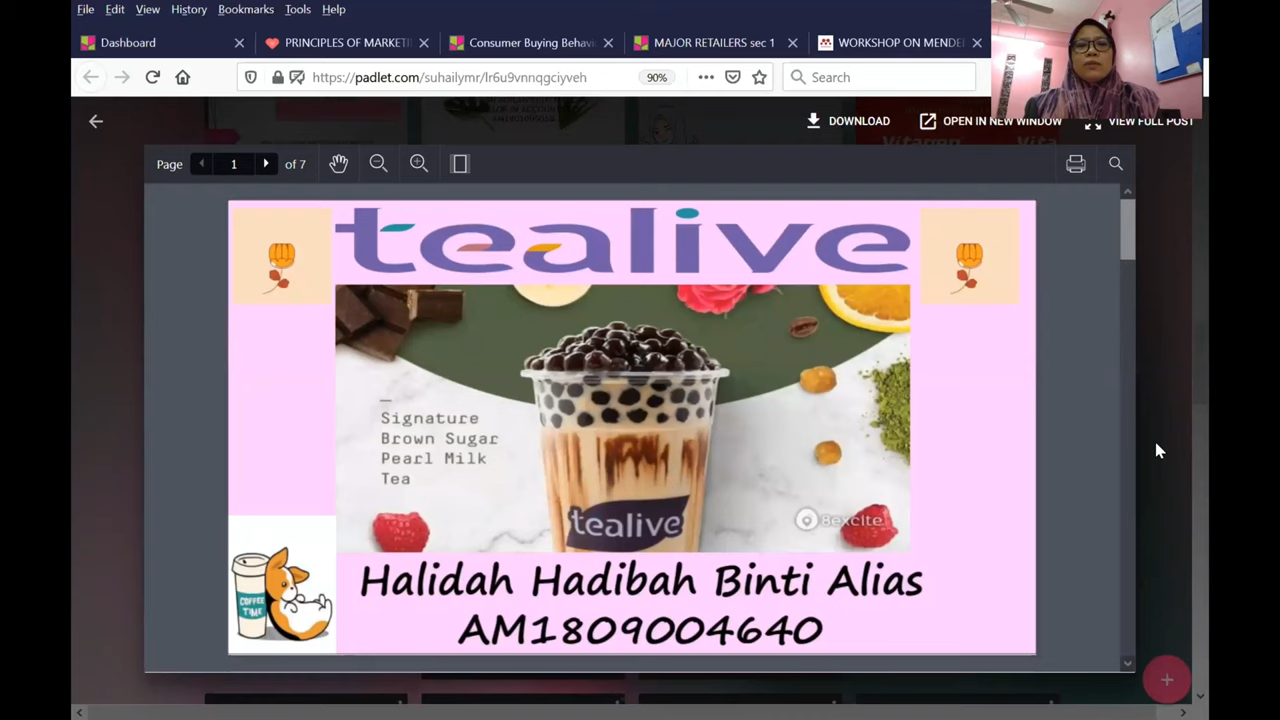 File Edit View History Bookmarks Tools Help
Dashboard
PRINCIPLES OF MARKETI
Consumer Buying Behavi
MAJOR RETAILERS sec 1
WORKSHOP ON MENDE
https://padlet.com/suhailymr/lr6u9vnnqgciyveh
90%
Search
DOWNLOAD
OPEN IN NEW WINDOW
VIEW FULL POST
Page 1 of 7
tealive
Signature
Brown Sugar
Pearl Milk
Tea
tealive
8excite
COFFEE
TIME
Halidah Hadibah Binti Alias
AM1809004640